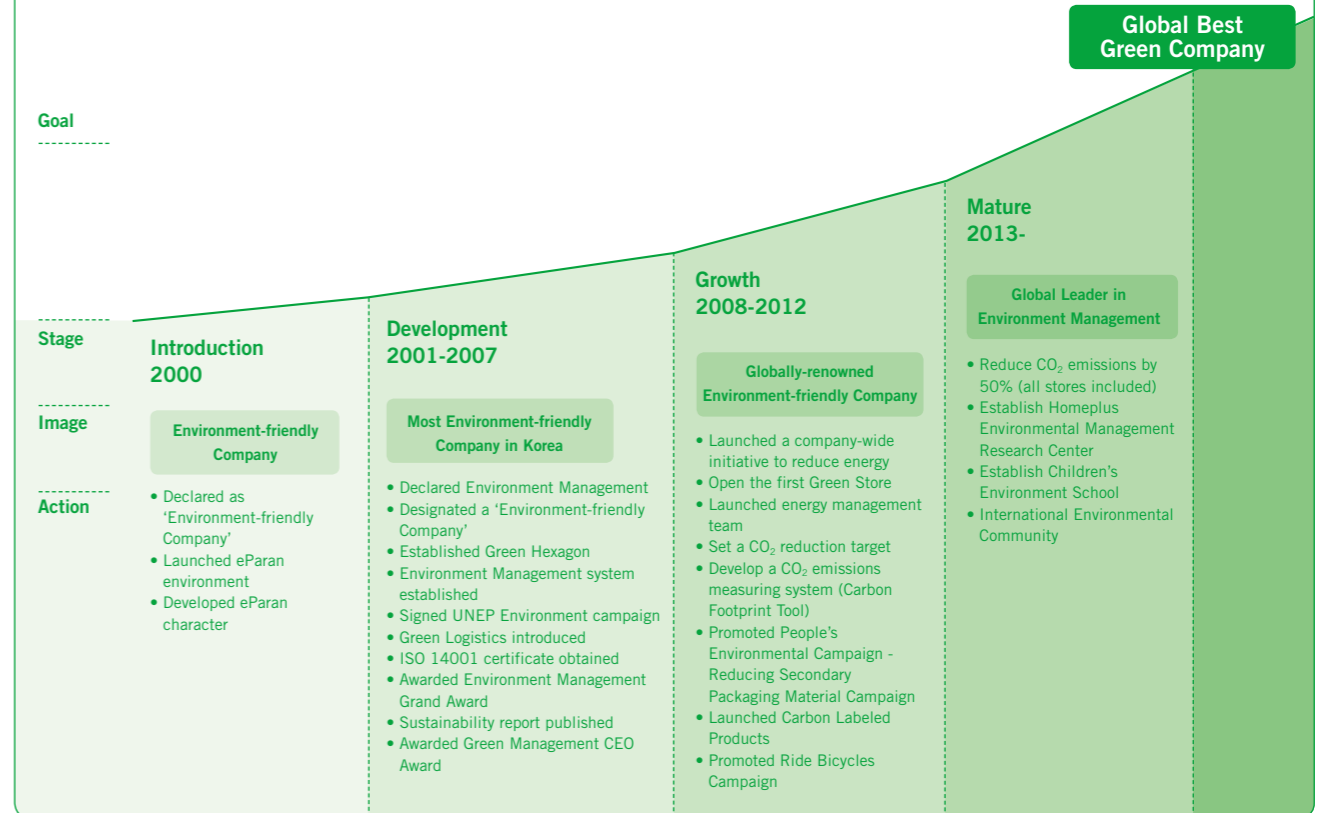 Global Best
Green Company
Goal
Stage
Image
Action
Introduction
2000
Environment-friendly
Company
• Declared as
‘Environment-friendly
Company’
• Launched eParan
environment
• Developed eParan
character
Development
2001-2007
Most Environment-friendly
Company in Korea
• Declared Environment Management
• Designated a ‘Environment-friendly
Company’
• Established Green Hexagon
• Environment Management system
established
• Signed UNEP Environment campaign
• Green Logistics introduced
• ISO 14001 certificate obtained
• Awarded Environment Management
Grand Award
• Sustainability report published
• Awarded Green Management CEO
Award
Growth
2008-2012
Globally-renowned
Environment-friendly Company
• Launched a company-wide
initiative to reduce energy
• Open the first Green Store
• Launched energy management
team
• Set a CO₂ reduction target
• Develop a CO₂ emissions
measuring system (Carbon
Footprint Tool)
• Promoted People’s
Environmental Campaign -
Reducing Secondary
Packaging Material Campaign
• Launched Carbon Labeled
Products
• Promoted Ride Bicycles
Campaign
Mature
2013-
Global Leader in
Environment Management
• Reduce CO₂ emissions by
50% (all stores included)
• Establish Homeplus
Environmental Management
Research Center
• Establish Children’s
Environment School
• International Environmental
Community